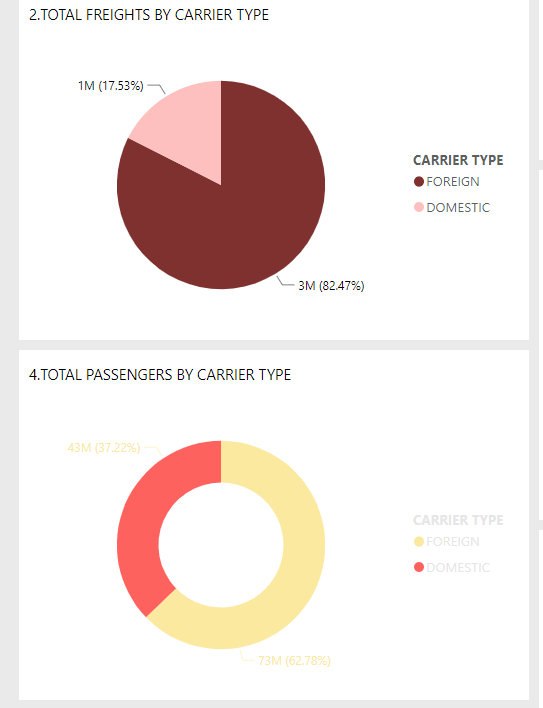 2.TOTAL FREIGHTS BY CARRIER TYPE
1M (17.53%)
CARRIER TYPE
FOREIGN
DOMESTIC
3M (82.47%)
4.TOTAL PASSENGERS BY CARRIER TYPE
43M (37.22%)
CARRIER TYPE
FOREIGN
DOMESTIC
73M (62.78%)